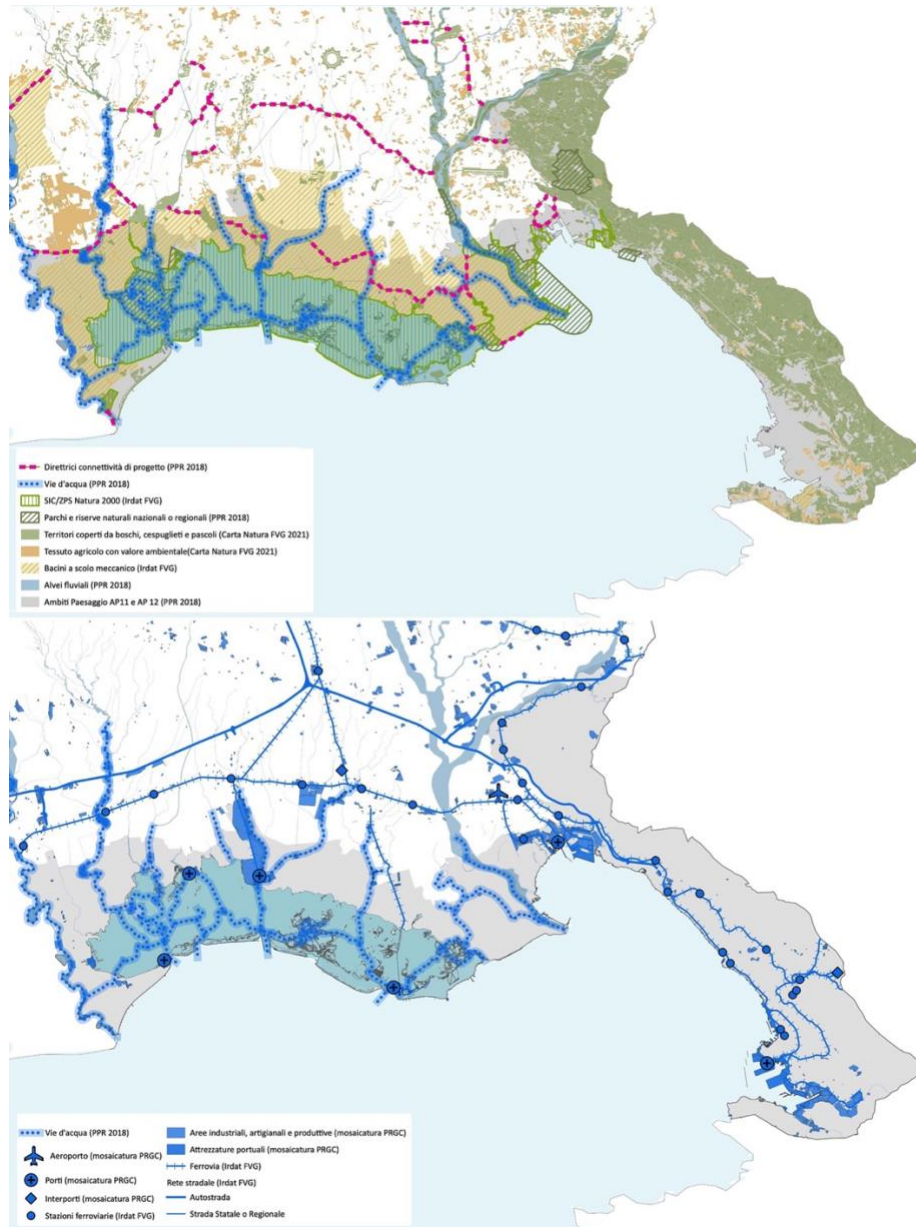 Direttrici connettività di progetto (PPR 2018)
Vie d'acqua (PPR 2018)
SIC/ZPS Natura 2000 (Irdat FVG)
Parchi e riserve naturali nazionali o regionali (PPR 2018)
Territori coperti da boschi, cespuglieti e pascoli (Carta Natura FVG 2021)
Tessuto agricolo con valore ambientale(Carta Natura FVG 2021)
Bacini a scolo meccanico (Irdat FVG)
Alvei fluviali (PPR 2018)
Ambiti Paesaggio AP11 e AP 12 (PPR 2018)
Vie d'acqua (PPR 2018)
Aeroporto (mosaicatura PRGC)
Porti (mosaicatura PRGC)
Interporti (mosaicatura PRGC)
Stazioni ferroviarie (Irdat FVG)
Aree industriali, artigianali e produttive (mosaicatura PRGC)
Attrezzature portuali (mosaicatura PRGC)
Ferrovia (Irdat FVG)
Rete stradale (Irdat FVG)
Autostrada
Strada Statale o Regionale